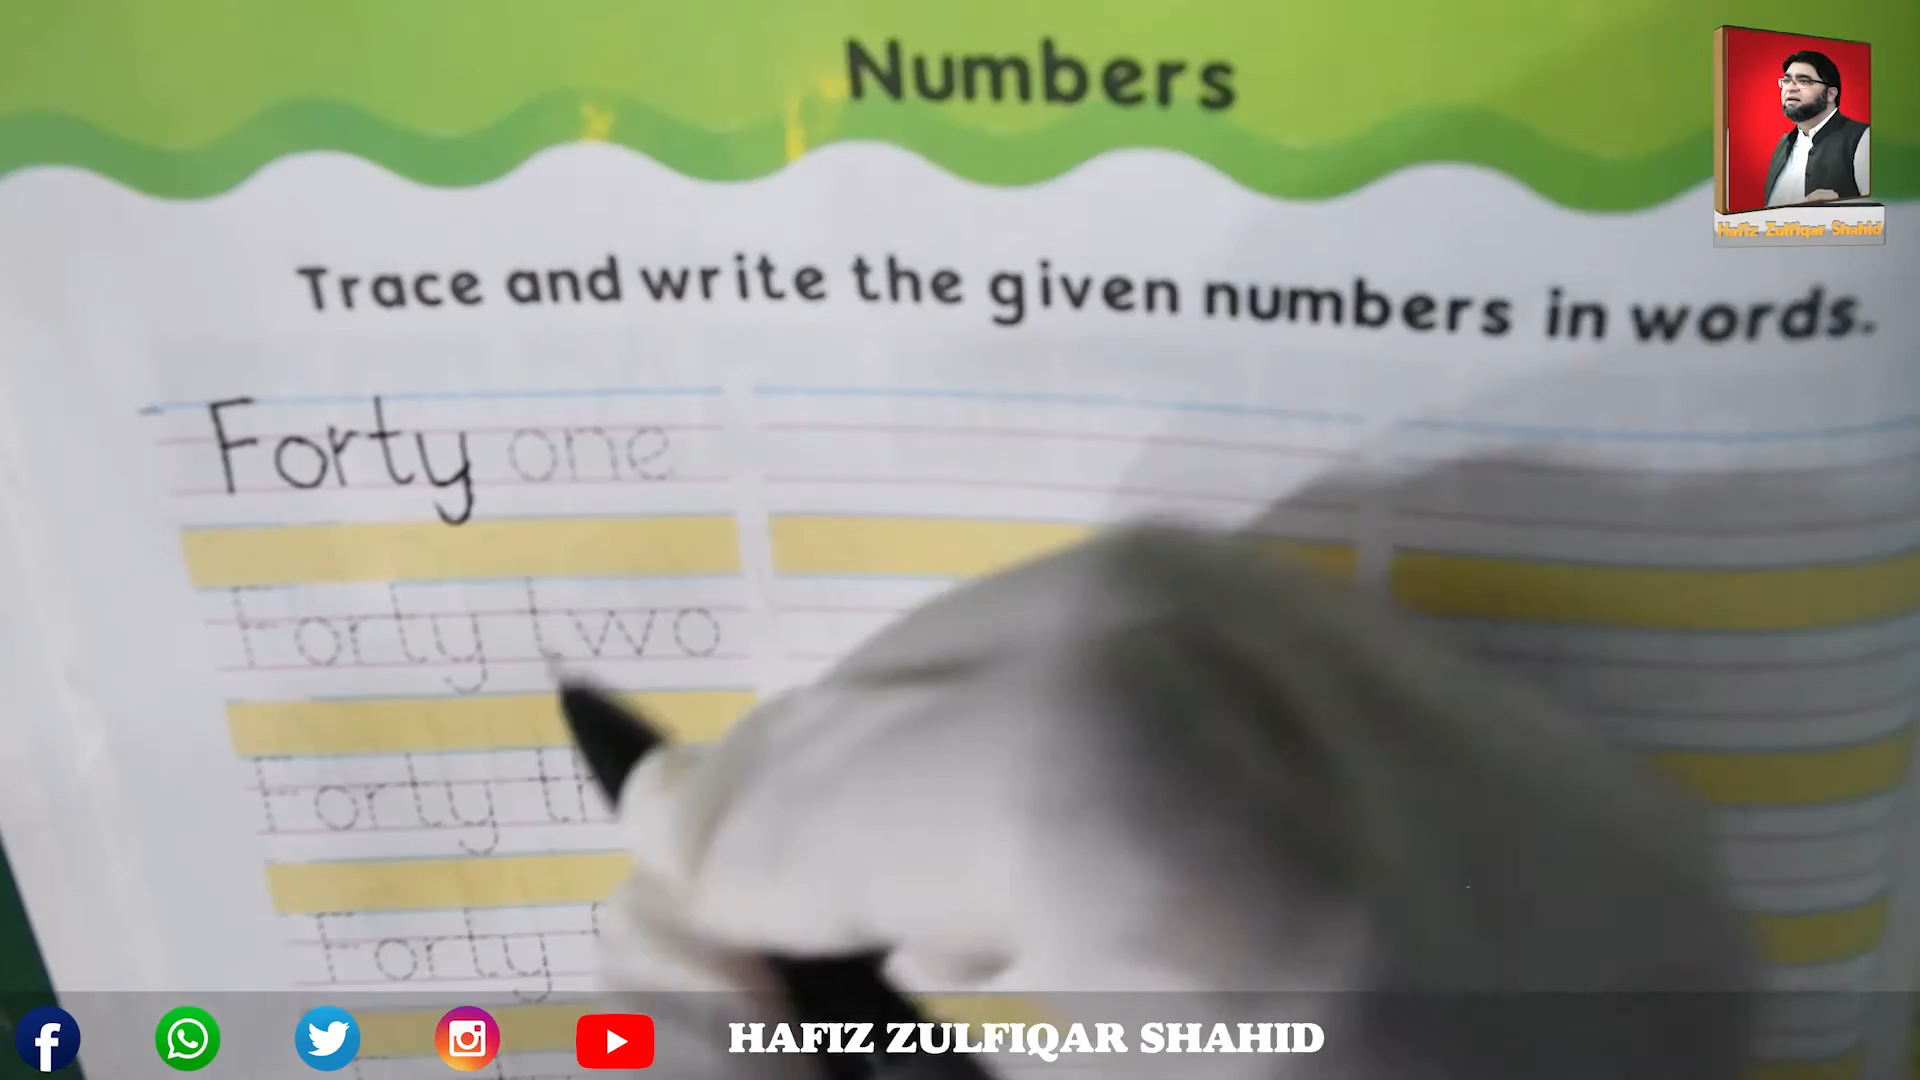 Numbers
Hafiz Zulfiqar Shahid
Trace and write the given numbers in words.
Forty one
Forty two
Forty
Forty
HAFIZ ZULFIQAR SHAHID